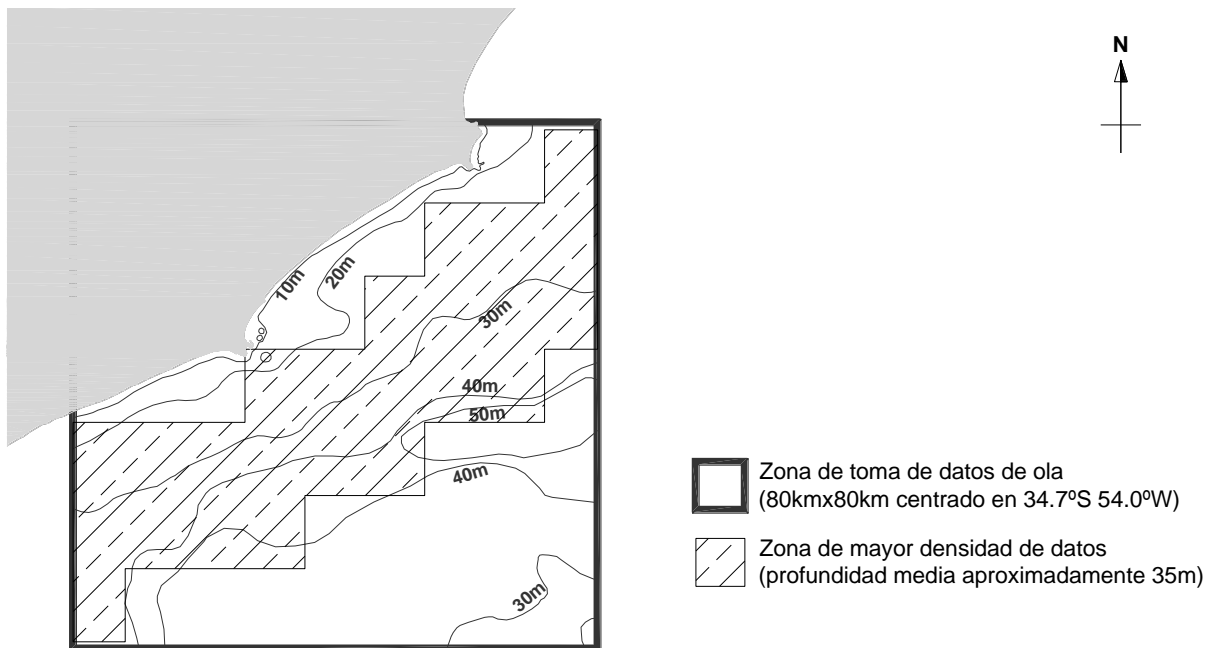 N
10m
20m
30m
40m
50m
40m
30m
Zona de toma de datos de ola
(80kmx80km centrado en 34.7ºS 54.0ºW)
Zona de mayor densidad de datos
(profundidad media aproximadamente 35m)